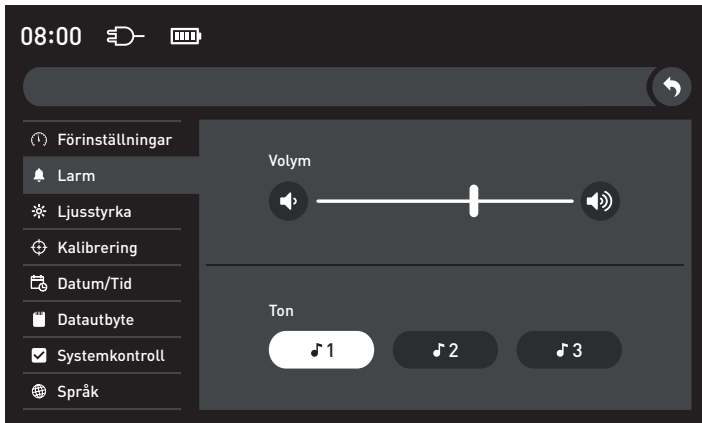 08:00
Förinställningar
Larm
Ljusstyrka
Kalibrering
Datum/Tid
Datautbyte
Systemkontroll
Språk
Volym
Ton
1
2
3